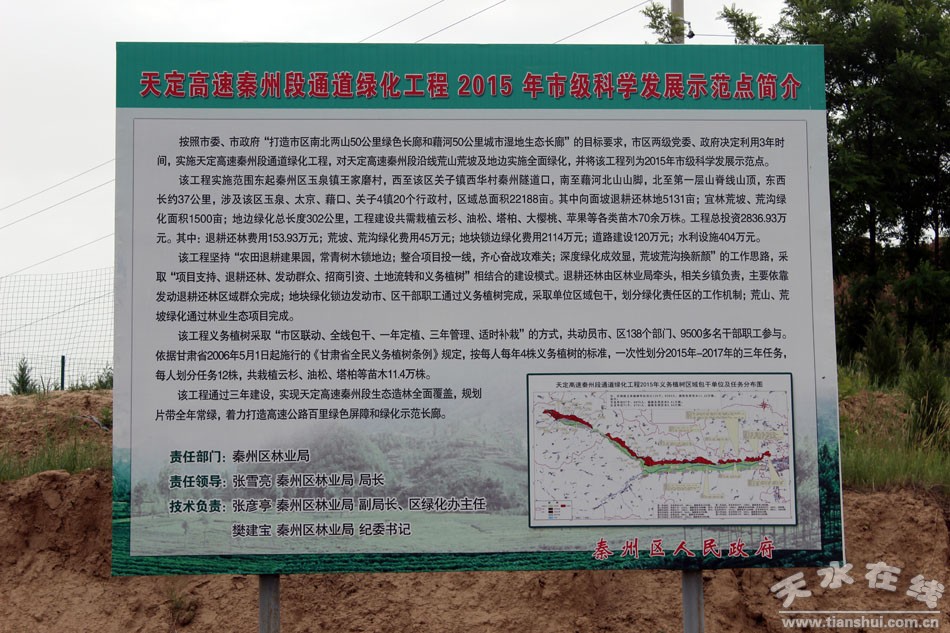 天定高速秦州段通道绿化工程 2015 年市级科学发展示范点简介
按照市委、市政府“打造市区南北两山50公里绿色长廊和藉河50公里城市湿地生态长廊”的目标要求，市区两级党委、政府决定利用3年时
间，实施天定高速秦州段通道绿化工程，对天定高速秦州段沿线荒山荒坡及地边实施全面绿化，并将该工程列为2015年市级科学发展示范点。
该工程实施范围东起秦州区玉泉镇王家磨村，西至该区关子镇西华村秦州隧道口，南至藉河北山山脚，北至第一层山脊线山顶，东西
长约37公里，涉及该区玉泉、太京、藉口、关子4镇20个行政村，区域总面积22188亩。其中向面坡退耕还林地5131亩；宜林荒坡、荒沟绿
化面积1500亩；地边绿化总长度302公里，工程建设共需栽植云杉、油松、塔柏、大樱桃、苹果等各类苗木70余万株。工程总投资2836.93万
元。其中：退耕还林费用153.93万元；荒坡、荒沟绿化费用45万元；地块锁边绿化费用2114万元；道路建设120万元；水利设施404万元。
该工程坚持“农田退耕建果园，常青树木锁地边；整合项目投一线，齐心奋战攻难关；深度绿化成效显，荒坡荒沟换新颜”的工作思路，采
取“项目支持、退耕还林、发动群众、招商引资、土地流转和义务植树”相结合的建设模式。退耕还林由区林业局牵头，相关乡镇负责，主要依靠
发动退耕还林区域群众完成；地块绿化锁边发动市、区干部职工通过义务植树完成，采取单位区域包干，划分绿化责任区的工作机制；荒山、荒
坡绿化通过林业生态项目完成。
该工程义务植树采取“市区联动、全线包干、一年定植、三年管理、适时补栽”的方式，共动员市、区138个部门、9500多名干部职工参与。
依据甘肃省2006年5月1日起施行的《甘肃省全民义务植树条例》规定，按每人每年4株义务植树的标准，一次性划分2015年-2017年的三年任务，
每人划分任务12株，共栽植云杉、油松、塔柏等苗木11.4万株。
该工程通过三年建设，实现天定高速秦州段生态造林全面覆盖，规划
片带全年常绿，着力打造高速公路百里绿色屏障和绿化示范长廊。
天定高速秦州段通道绿化工程2015年义务植树区域包干单位及任务分布图
责任部门：秦州区林业局
责任领导：张雪亮 秦州区林业局 局长
技术负责：张彦亭 秦州区林业局 副局长、区绿化办主任
樊建宝 秦州区林业局 纪委书记
秦州区人民政府
天水在线
www.tianshui.com.cn